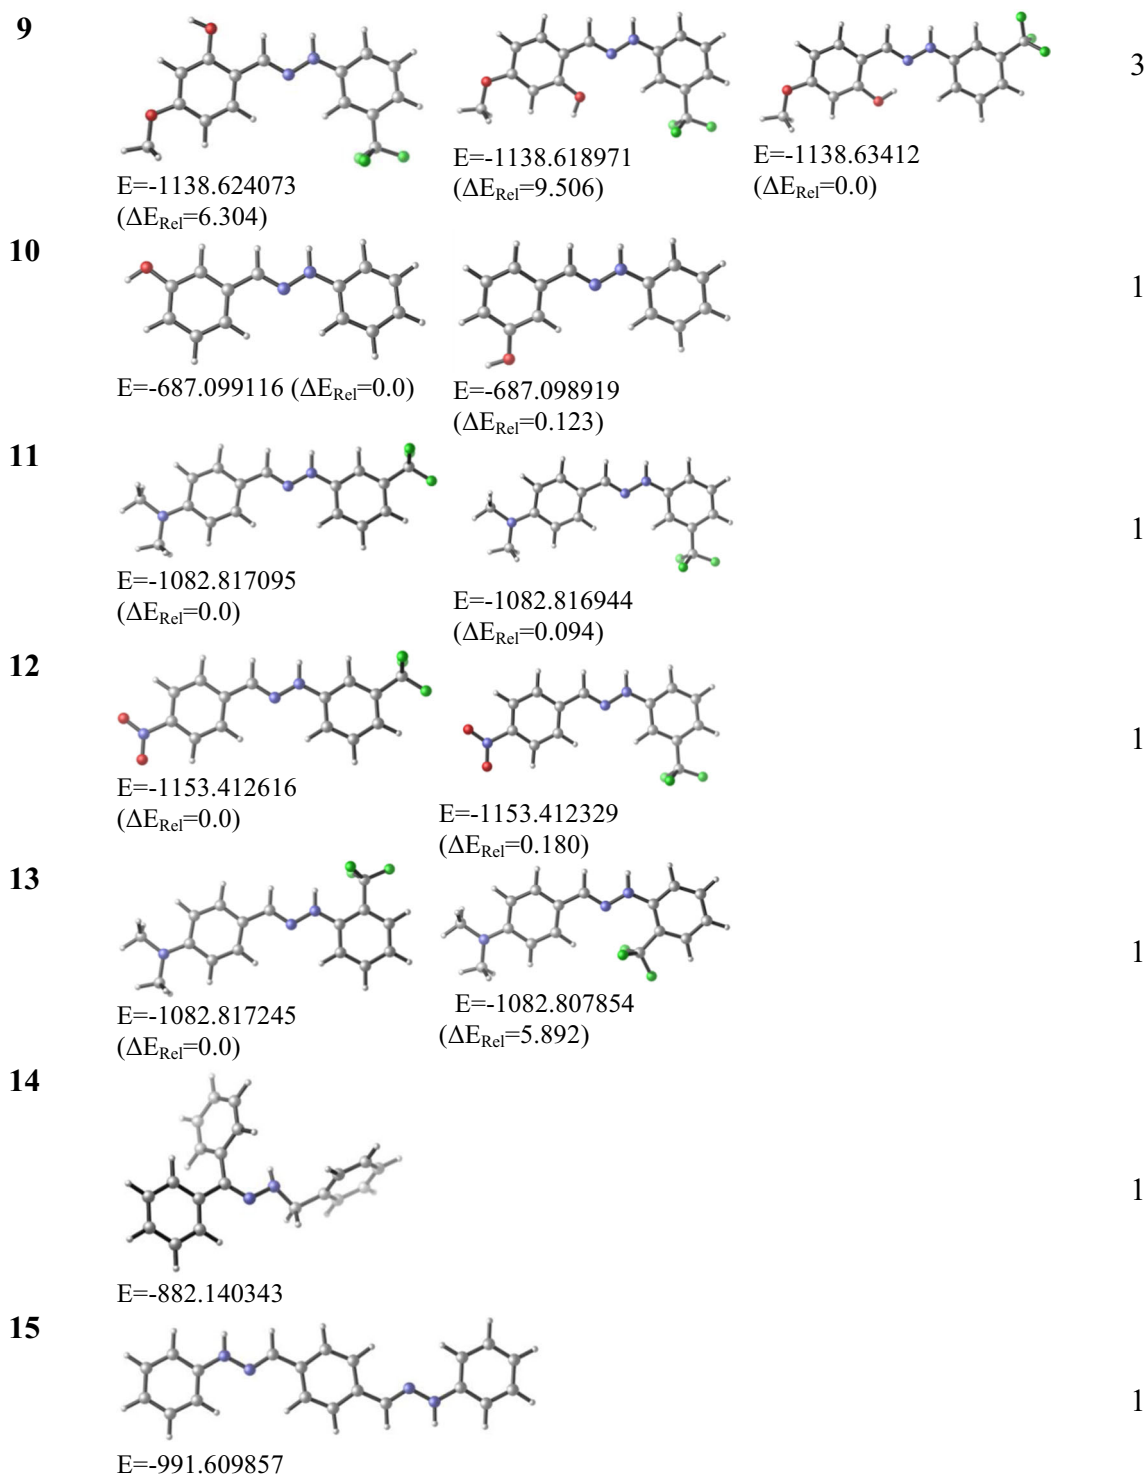 9
E=-1138.624073
(ΔE_Rel=6.304)
E=-1138.618971
(ΔE_Rel=9.506)
E=-1138.63412
(ΔE_Rel=0.0)
3
10
E=-687.099116 (ΔE_Rel=0.0)
E=-687.098919
(ΔE_Rel=0.123)
1
11
E=-1082.817095
(ΔE_Rel=0.0)
E=-1082.816944
(ΔE_Rel=0.094)
1
12
E=-1153.412616
(ΔE_Rel=0.0)
E=-1153.412329
(ΔE_Rel=0.180)
1
13
E=-1082.817245
(ΔE_Rel=0.0)
E=-1082.807854
(ΔE_Rel=5.892)
1
14
E=-882.140343
1
15
E=-991.609857
1